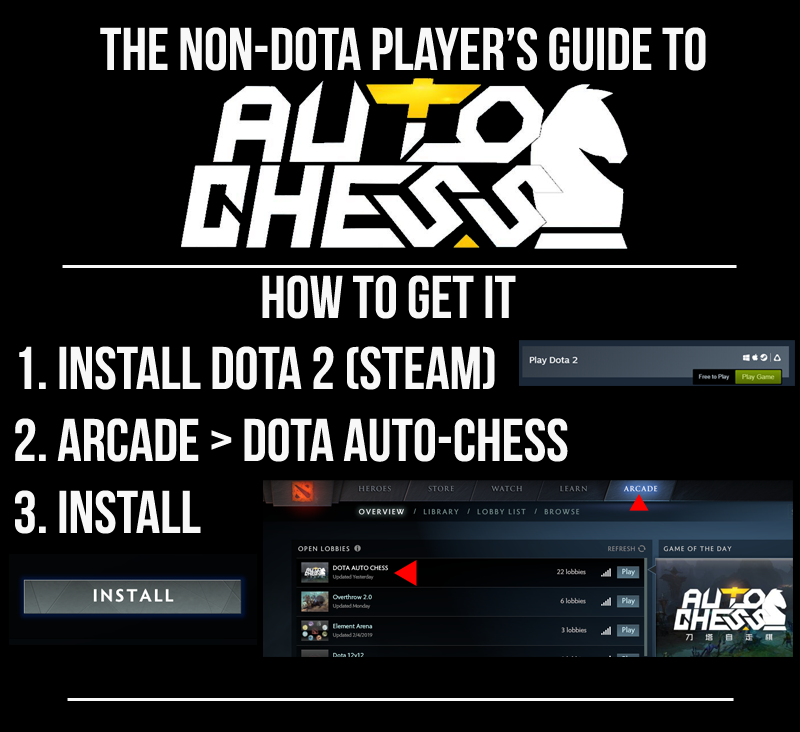 THE NON-DOTA PLAYER'S GUIDE TO
AUTO
CHESS
HOW TO GET IT
1. INSTALL DOTA 2 (STEAM)
Play Dota 2
Free to Play
Play Game
2. ARCADE > DOTA AUTO-CHESS
3. INSTALL
INSTALL
HEROES STORE WATCH LEARN ARCADE
OVERVIEW / LIBRARY / LOBBY LIST / BROWSE
OPEN LOBBIES REFRESH
DOTA AUTO CHESS
Updated Yesterday
22 lobbies
Play
Overthrow 2.0
Updated Monday
6 lobbies
Play
Element Arena
Updated 2/4/2019
3 lobbies
Play
Dota 12v12
GAME OF THE DAY
AUTO
CHESS
刀塔自走棋